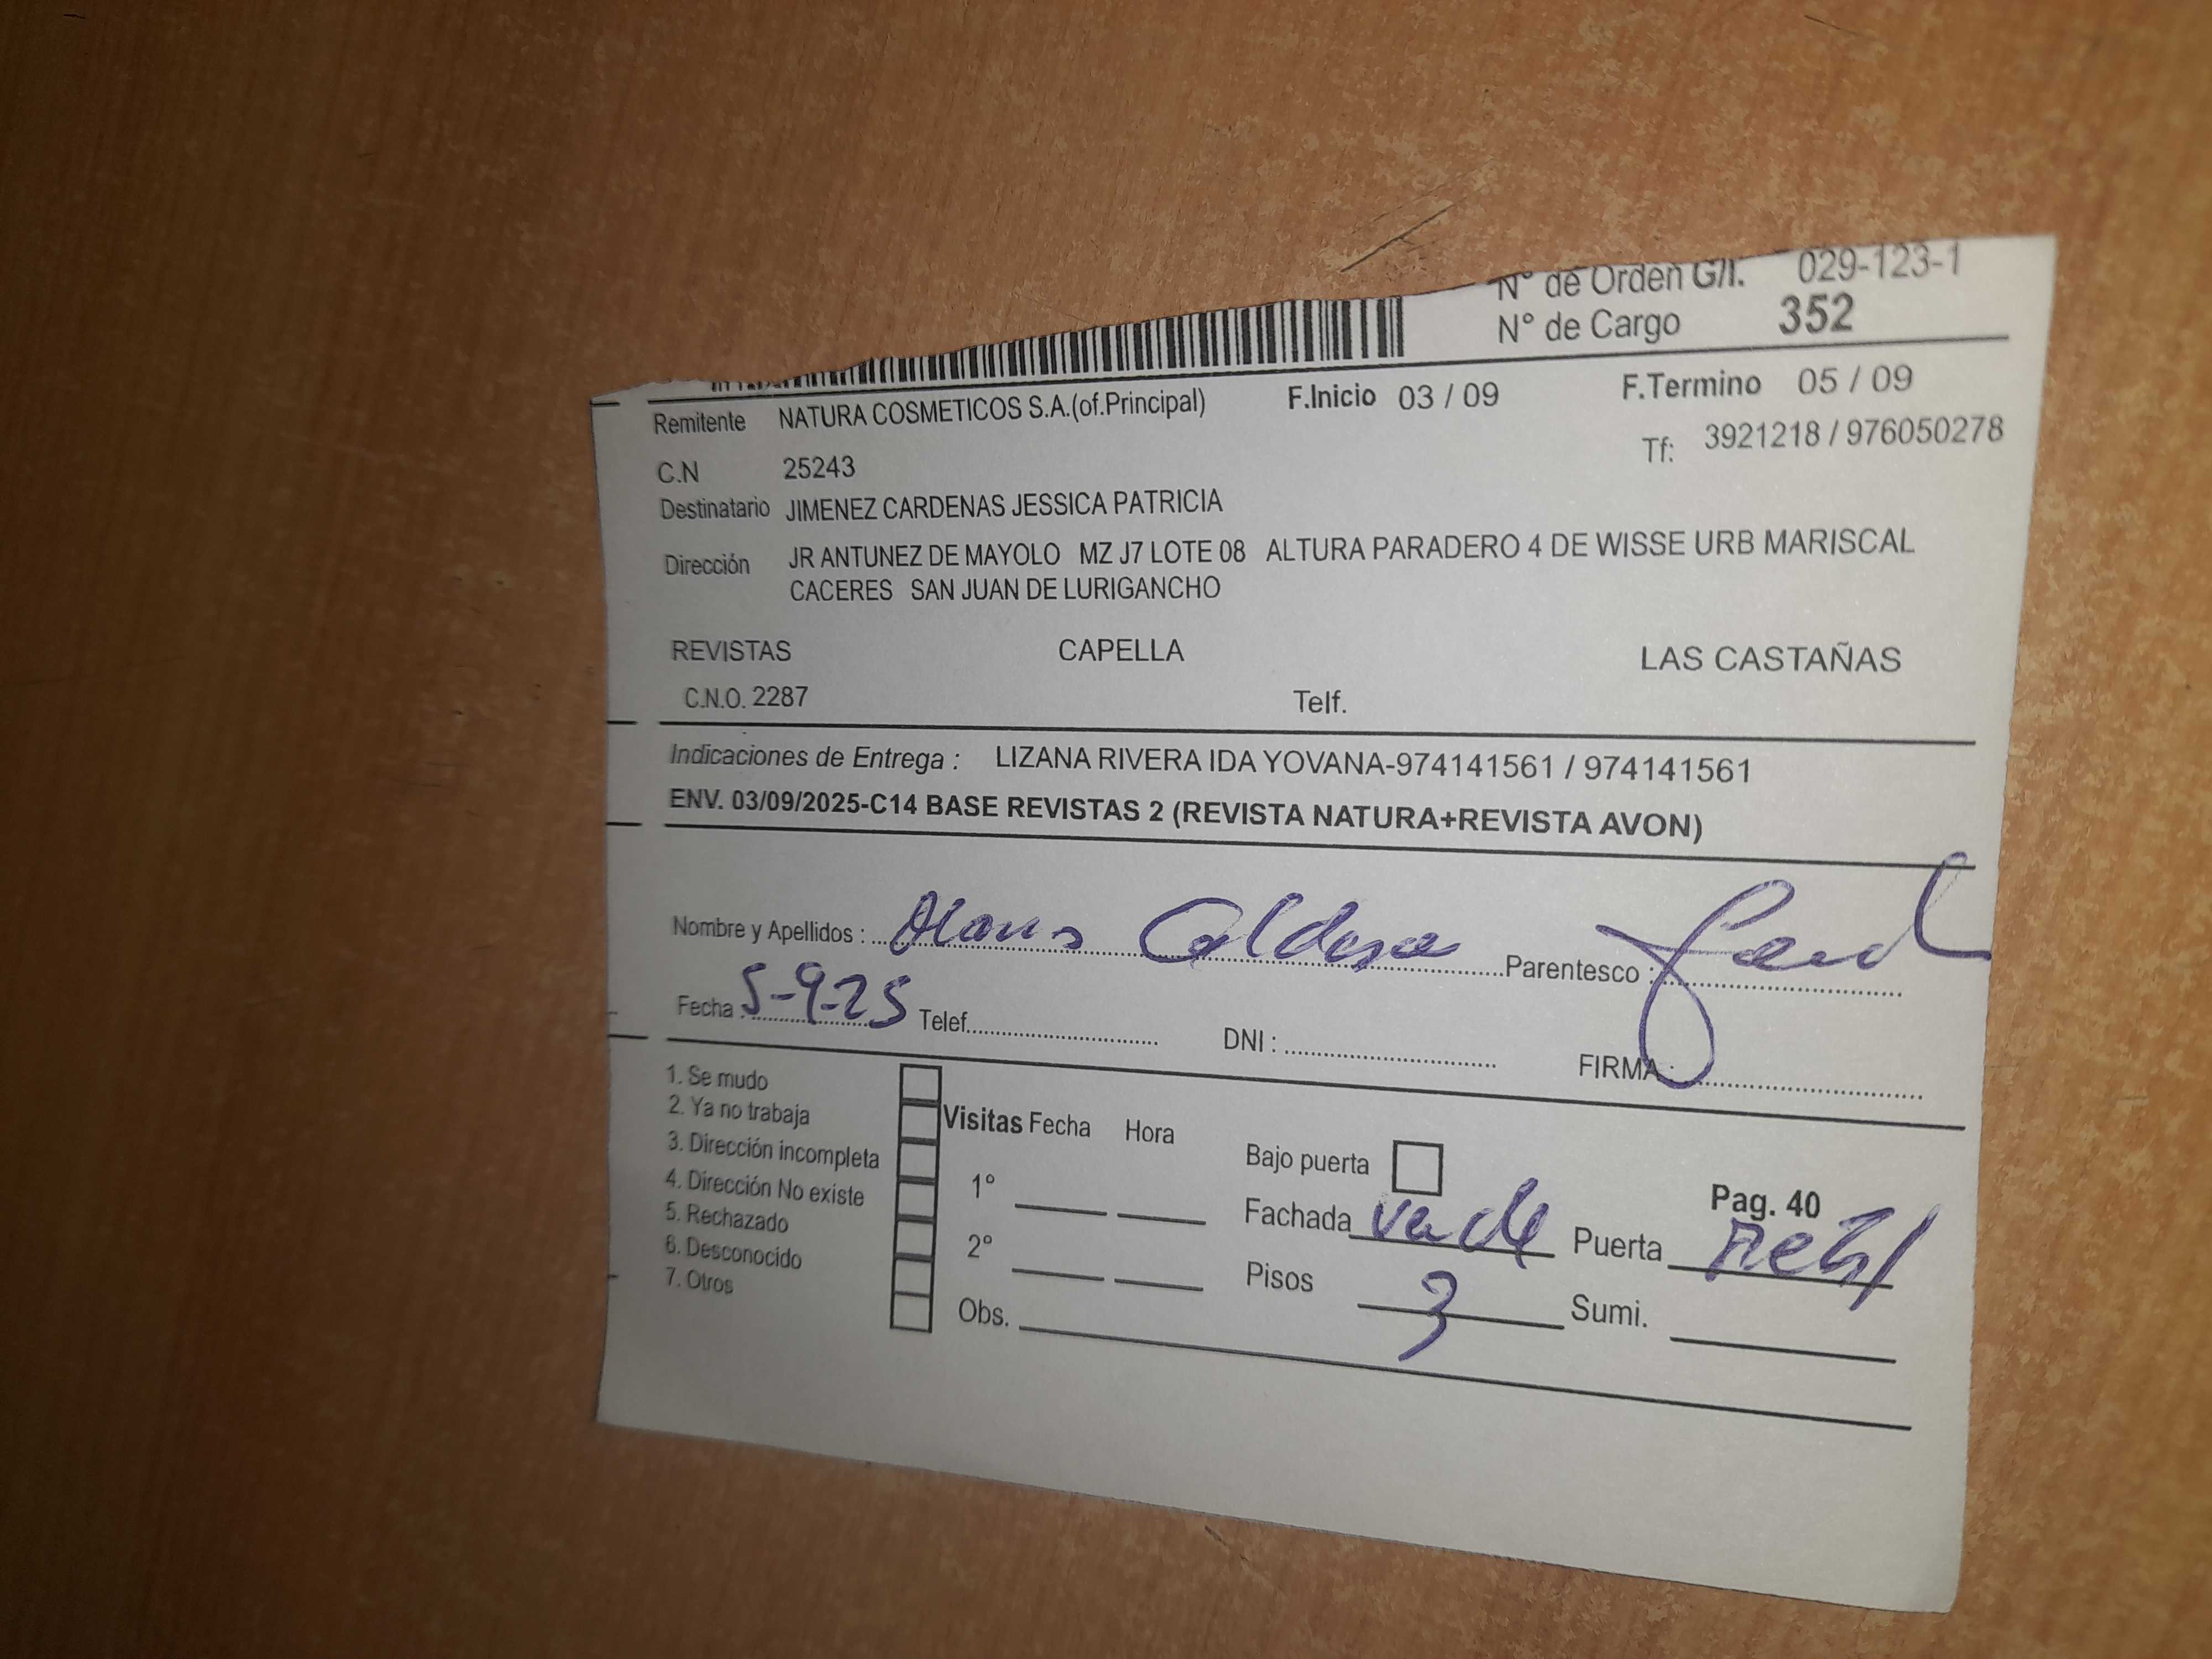 N° de Orden G/I. 029-123-1
N° de Cargo 352
Remitente NATURA COSMETICOS S.A.(of.Principal) F.Inicio 03 / 09 F.Termino 05 / 09
C.N 25243 Tf: 3921218 / 976050278
Destinatario JIMENEZ CARDENAS JESSICA PATRICIA
Dirección JR ANTUNEZ DE MAYOLO MZ J7 LOTE 08 ALTURA PARADERO 4 DE WISSE URB MARISCAL
CACERES SAN JUAN DE LURIGANCHO
REVISTAS CAPELLA LAS CASTAÑAS
C.N.O. 2287 Telf.
Indicaciones de Entrega : LIZANA RIVERA IDA YOVANA-974141561 / 974141561
ENV. 03/09/2025-C14 BASE REVISTAS 2 (REVISTA NATURA+REVISTA AVON)
Nombre y Apellidos : Parentesco :
Fecha : 5-9-25 Telef. DNI : FIRMA :
1. Se mudo
2. Ya no trabaja
3. Dirección incompleta
4. Dirección No existe
5. Rechazado
6. Desconocido
7. Otros
Visitas Fecha Hora
1°
2°
Obs.
Bajo puerta
Pag. 40
Fachada verde Puerta metal
Pisos 3 Sumi.